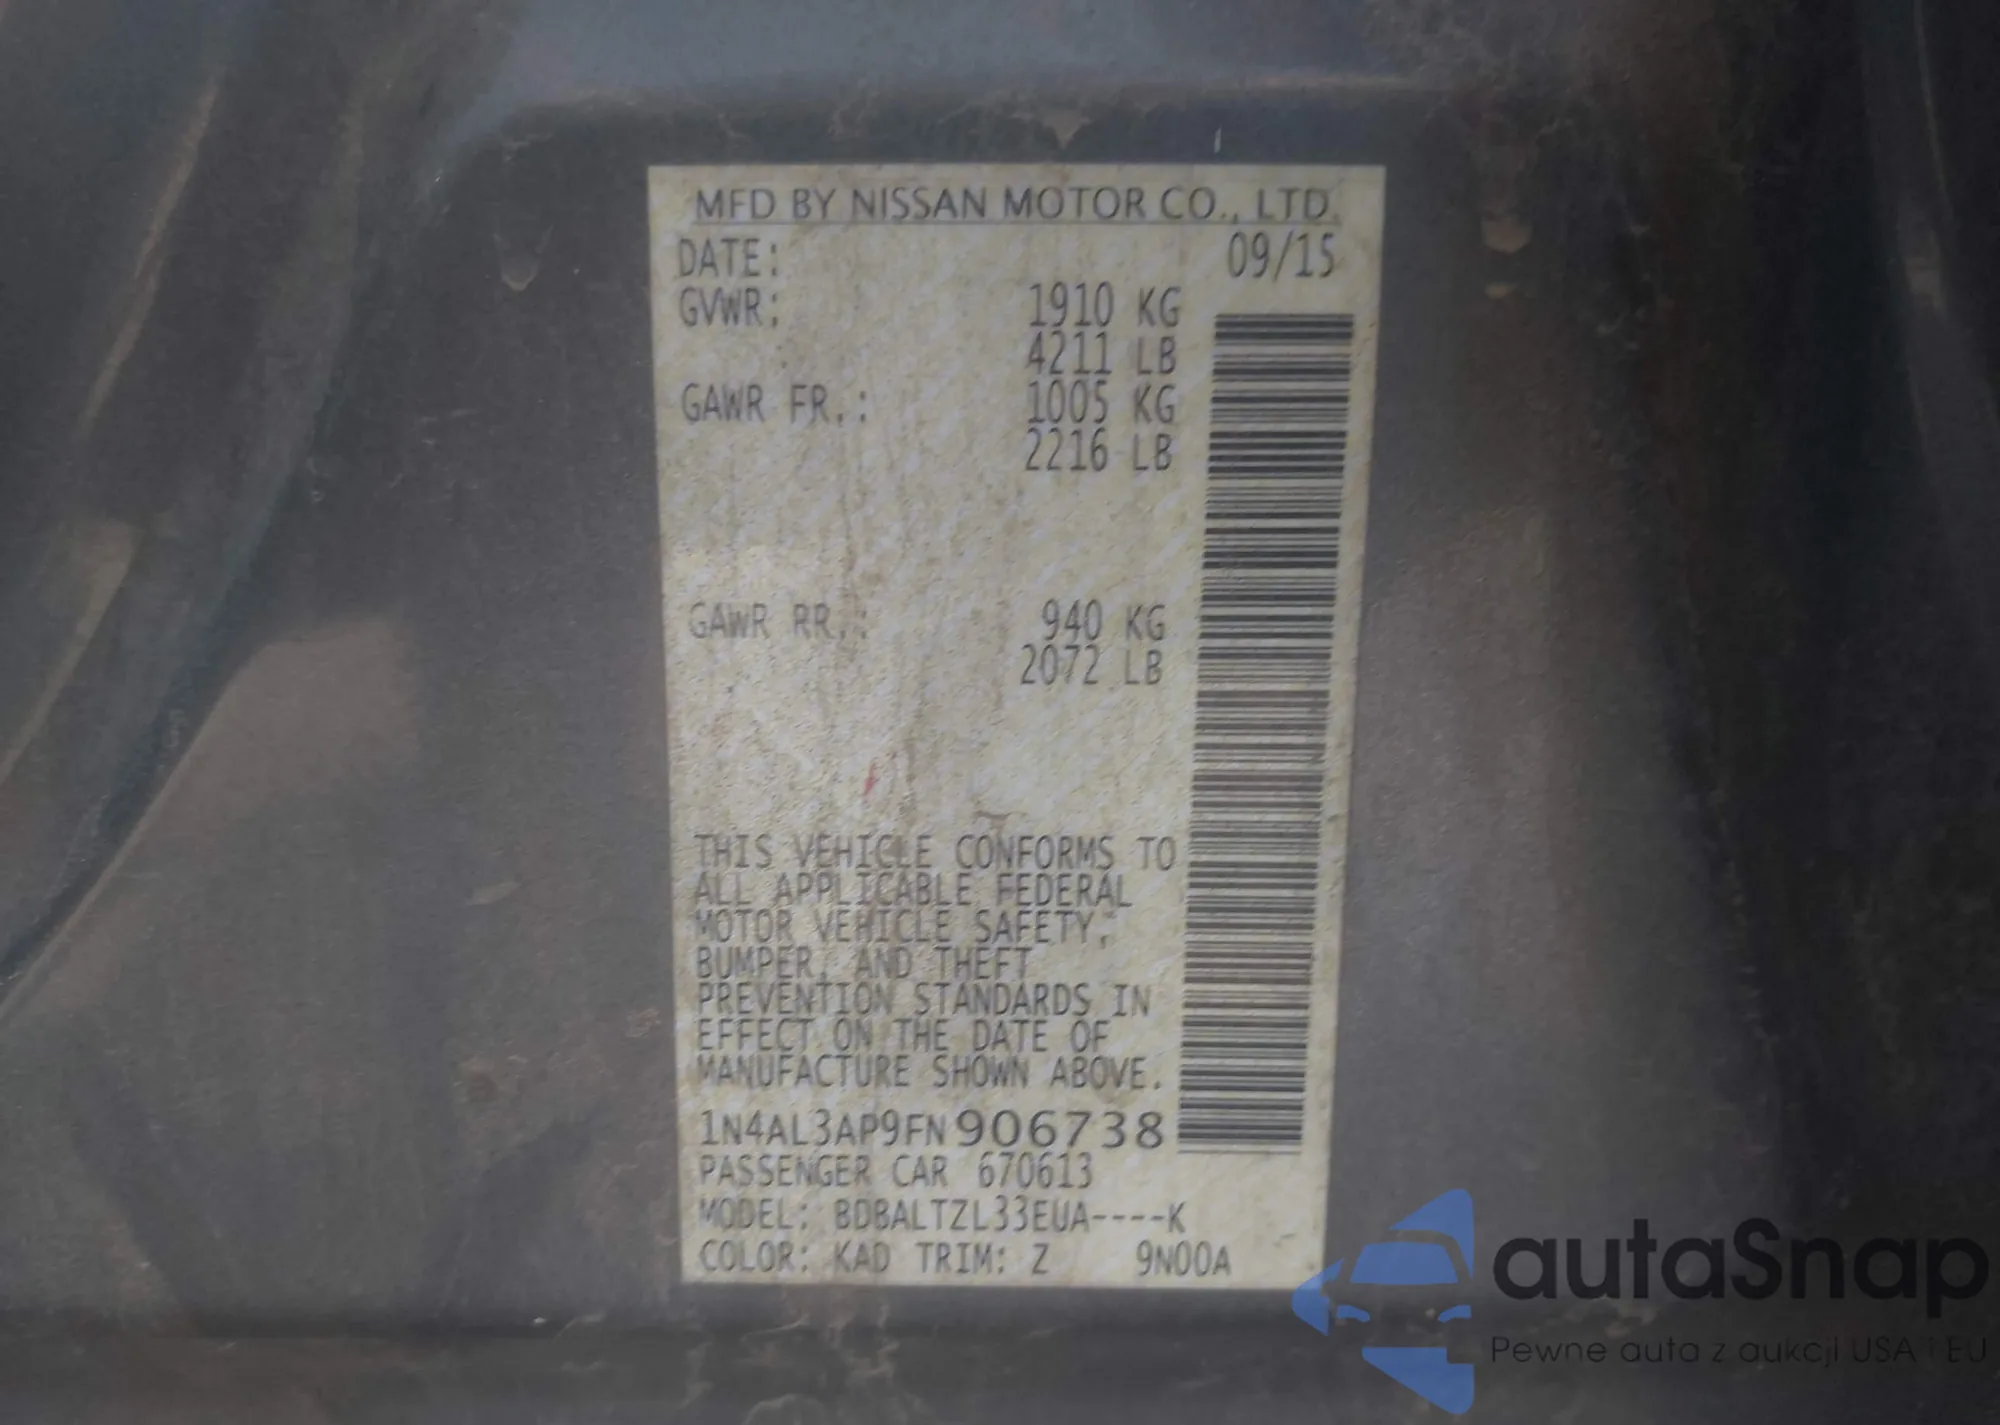 MFD BY NISSAN MOTOR CO., LTD.
DATE: 09/15
GVWR: 1910 KG
4211 LB
GAWR FR.: 1005 KG
2216 LB
GAWR RR.: 940 KG
2072 LB
THIS VEHICLE CONFORMS TO
ALL APPLICABLE FEDERAL
MOTOR VEHICLE SAFETY,
BUMPER, AND THEFT
PREVENTION STANDARDS IN
EFFECT ON THE DATE OF
MANUFACTURE SHOWN ABOVE.
1N4AL3AP9FN906738
PASSENGER CAR 670613
MODEL: BDBALTZL33EUA----K
COLOR: KAD TRIM: Z 9N00A
autaSnap
Pewne auta z aukcji USA i EU